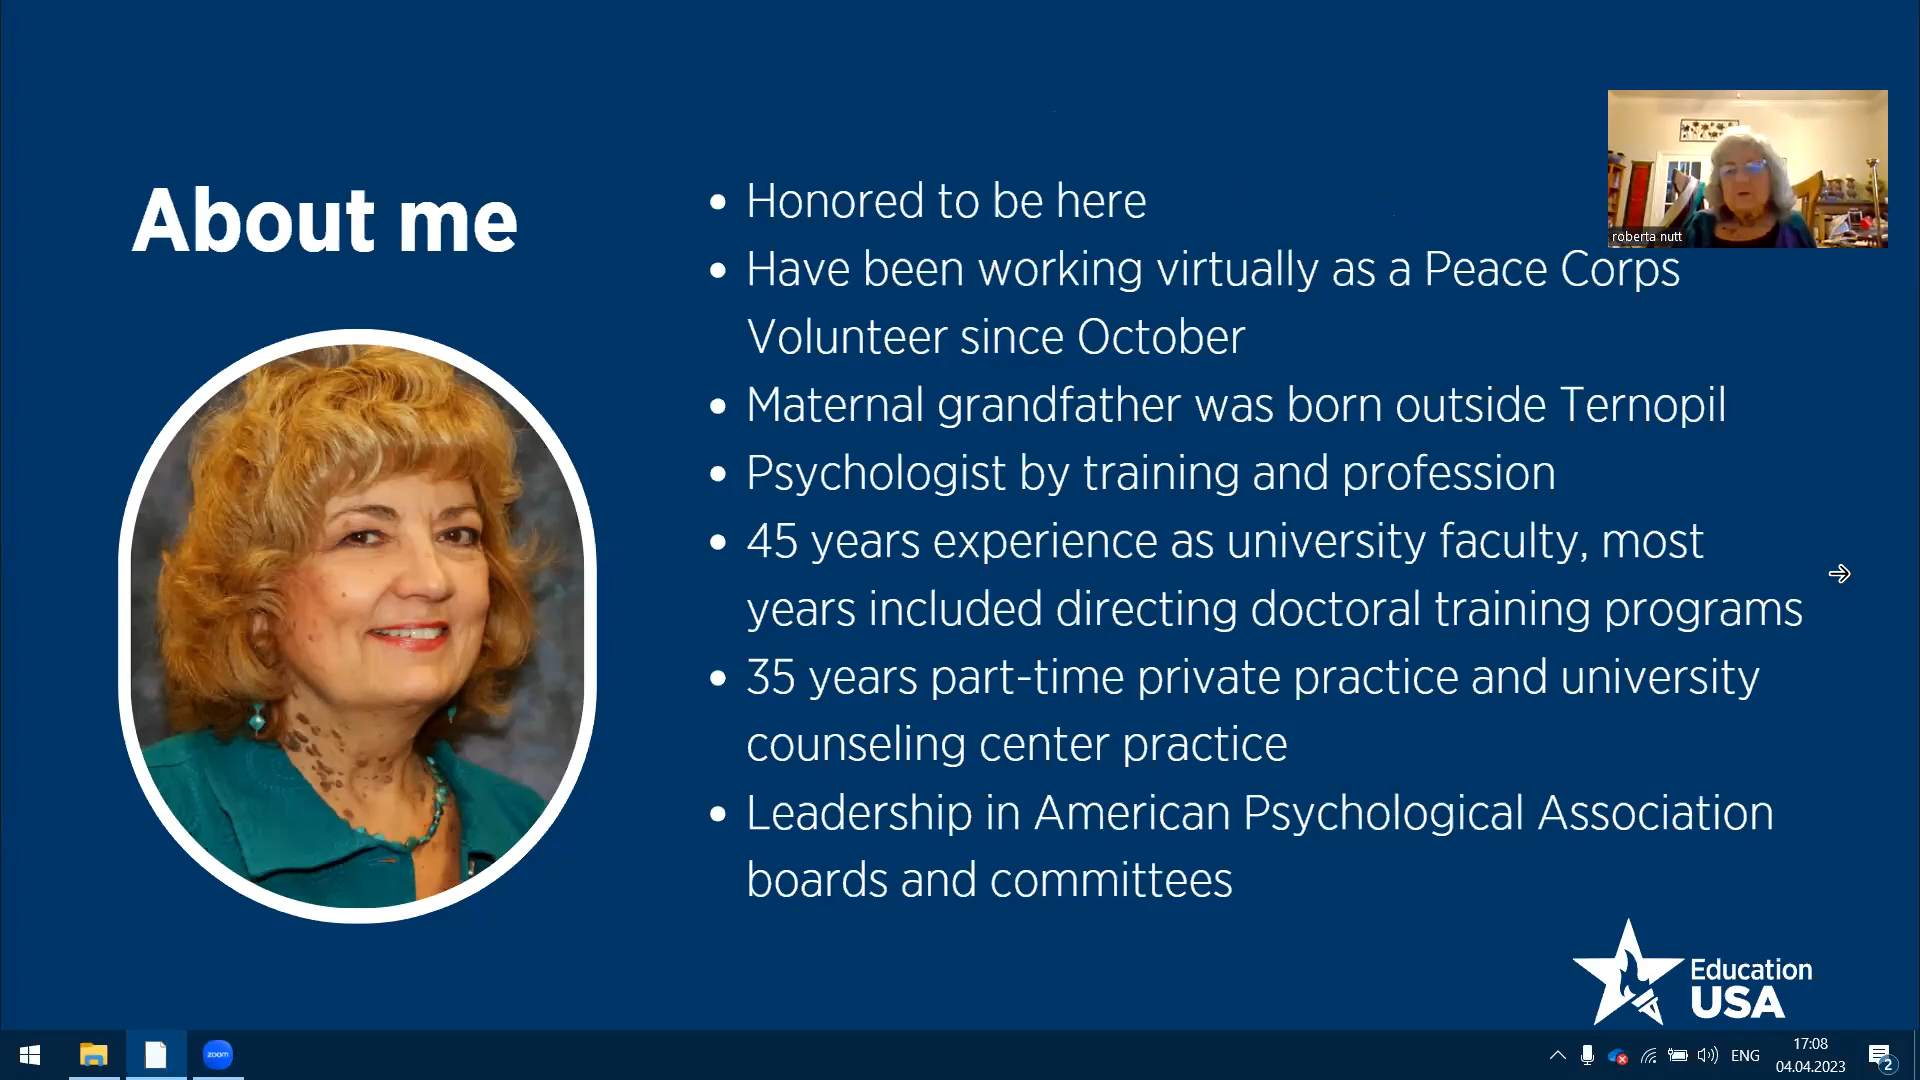 About me
• Honored to be here
• Have been working virtually as a Peace Corps
Volunteer since October
• Maternal grandfather was born outside Ternopil
• Psychologist by training and profession
• 45 years experience as university faculty, most
years included directing doctoral training programs
• 35 years part-time private practice and university
counseling center practice
• Leadership in American Psychological Association
boards and committees
roberta nutt
Education
USA
zoom
ENG
17:08
04.04.2023
2